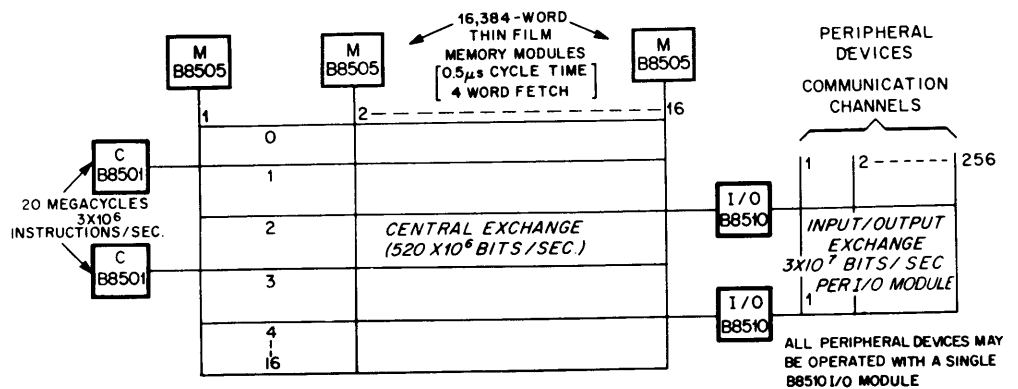 M
B8505
M
B8505
16,384-WORD
THIN FILM
MEMORY MODULES
0.5μs CYCLE TIME
4 WORD FETCH
M
B8505
PERIPHERAL
DEVICES
COMMUNICATION
CHANNELS
1
2
16
0
C
B8501
1
1
2
256
20 MEGACYCLES
3X10⁶
INSTRUCTIONS/SEC.
I/O
B8510
2
CENTRAL EXCHANGE
(520 X10⁶ BITS/SEC.)
INPUT/OUTPUT
EXCHANGE
3X10⁷ BITS/SEC
PER I/O MODULE
C
B8501
3
I/O
B8510
1
4
16
ALL PERIPHERAL DEVICES MAY
BE OPERATED WITH A SINGLE
B8510 I/O MODULE